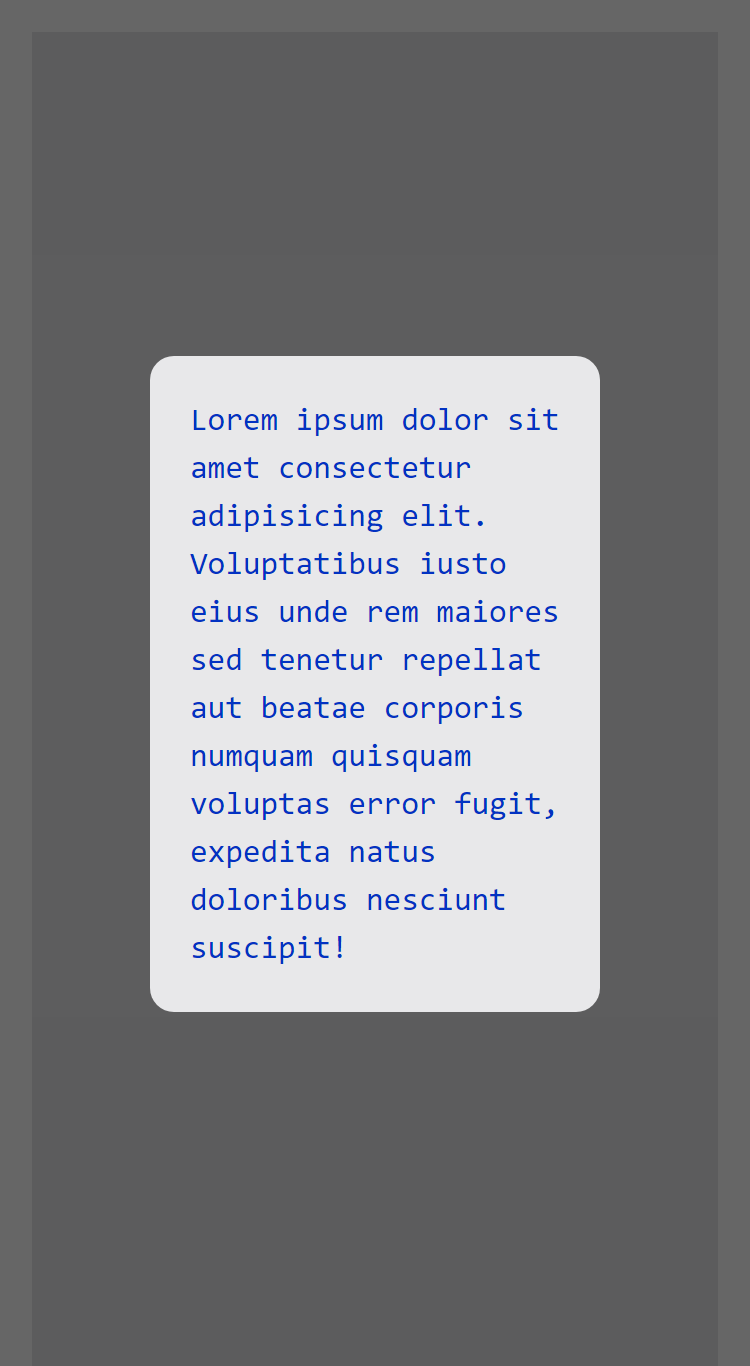 Lorem ipsum dolor sit
amet consectetur
adipisicing elit.
Voluptatibus iusto
eius unde rem maiores
sed tenetur repellat
aut beatae corporis
numquam quisquam
voluptas error fugit,
expedita natus
doloribus nesciunt
suscipit!